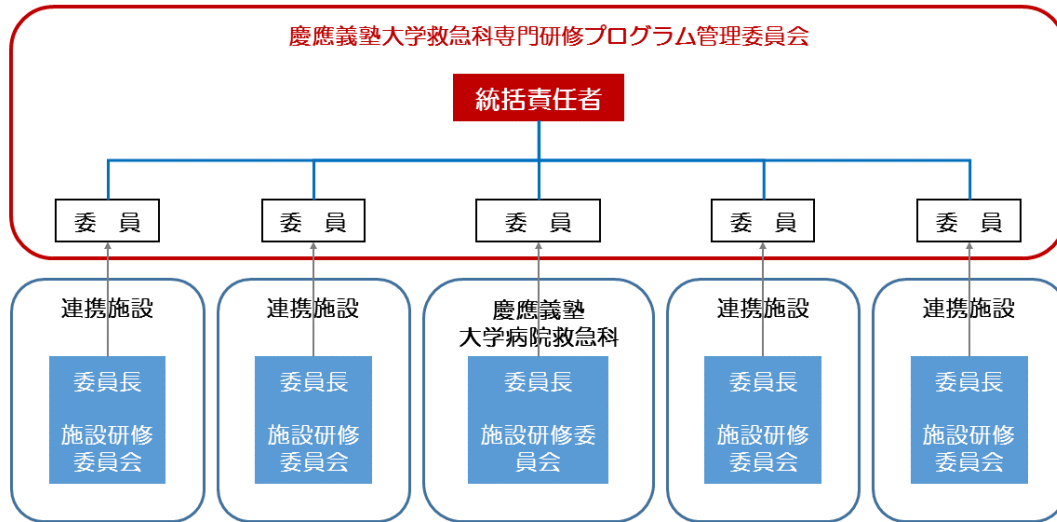 慶應義塾大学救急科専門研修プログラム管理委員会
統括責任者
委 員
委 員
委 員
委 員
委 員
連携施設
委員長
施設研修
委員会
連携施設
委員長
施設研修
委員会
慶應義塾
大学病院救急科
委員長
施設研修委
員会
連携施設
委員長
施設研修
委員会
連携施設
委員長
施設研修
委員会